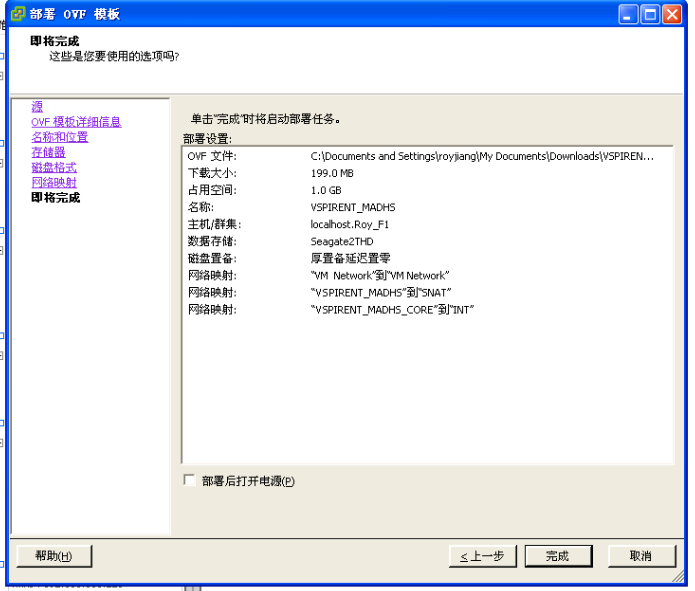 部署 OVF 模板
即将完成
这些是您要使用的选项吗?
源
OVF 模板详细信息
名称和位置
存储器
磁盘格式
网络映射
即将完成
单击“完成”时将启动部署任务。
部署设置:
OVF 文件: C:\Documents and Settings\royjiang\My Documents\Downloads\VSPIREN...
下载大小: 199.0 MB
占用空间: 1.0 GB
名称: VSPIRENT_MADHS
主机/群集: localhost.Roy_F1
数据存储: Seagate2THD
磁盘置备: 厚置备延迟置零
网络映射: “VM Network”到“VM Network”
网络映射: “VSPIRENT_MADHS”到“SNAT”
网络映射: “VSPIRENT_MADHS_CORE”到“INT”
部署后打开电源(P)
帮助(H) ≤上一步 完成 取消